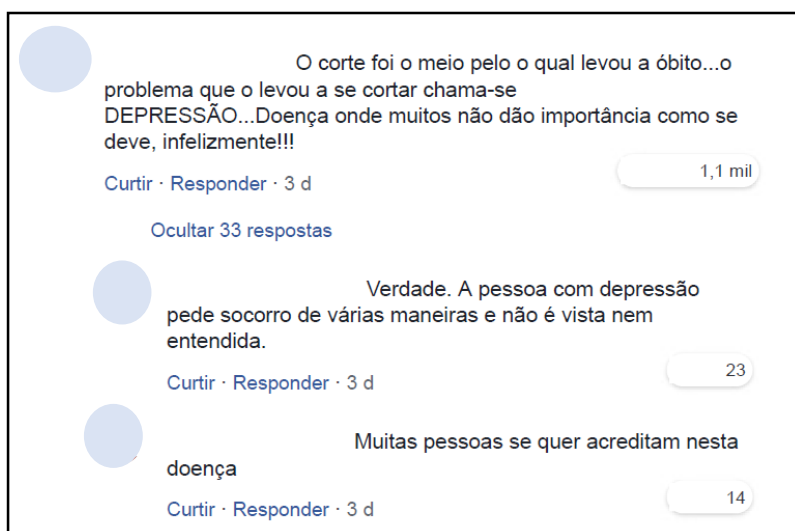 O corte foi o meio pelo o qual levou a óbito...o
problema que o levou a se cortar chama-se
DEPRESSÃO...Doença onde muitos não dão importância como se
deve, infelizmente!!!
1,1 mil
Curtir · Responder · 3 d
Ocultar 33 respostas
Verdade. A pessoa com depressão
pede socorro de várias maneiras e não é vista nem
entendida.
23
Curtir · Responder · 3 d
Muitas pessoas se quer acreditam nesta
doença
14
Curtir · Responder · 3 d